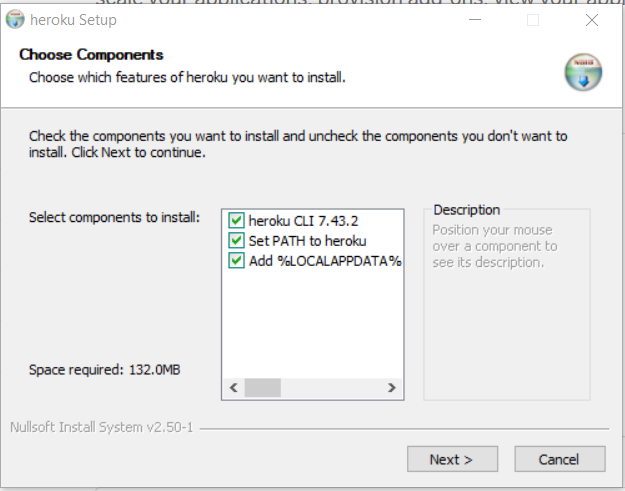 scale your applications, provision add-ons, view your appl
heroku Setup
Choose Components
Choose which features of heroku you want to install.
Check the components you want to install and uncheck the components you don't want to
install. Click Next to continue.
Select components to install:
heroku CLI 7.43.2
Set PATH to heroku
Add %LOCALAPPDATA%
Description
Position your mouse
over a component to
see its description.
Space required: 132.0MB
Nullsoft Install System v2.50-1
Next >
Cancel